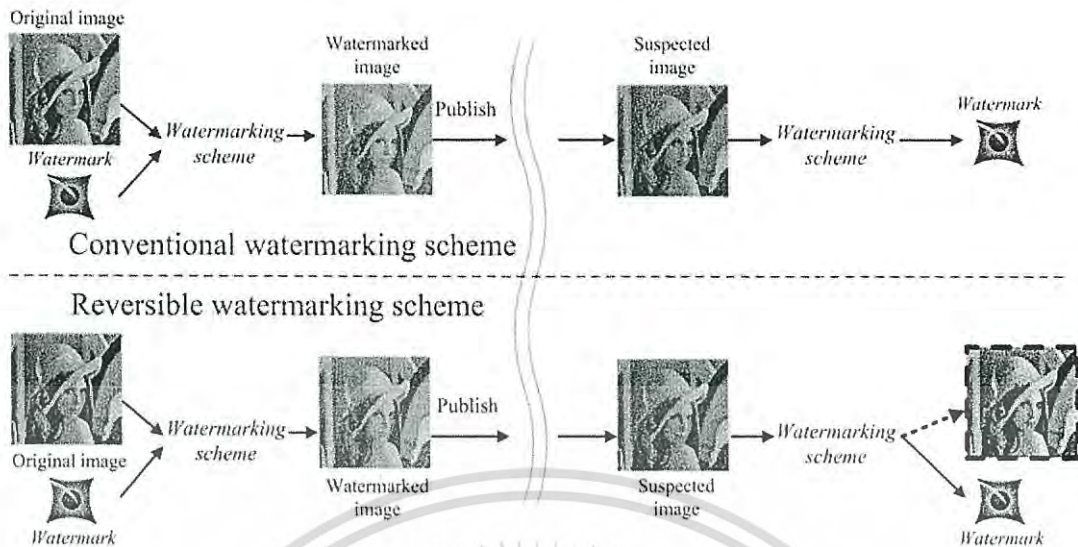 Original image
Watermark
Watermarking
scheme
Watermarked
image
Publish
Suspected
image
Watermarking
scheme
Watermark
Conventional watermarking scheme
Reversible watermarking scheme
Original image
Watermark
Watermarking
scheme
Watermarked
image
Publish
Suspected
image
Watermarking
scheme
Watermark